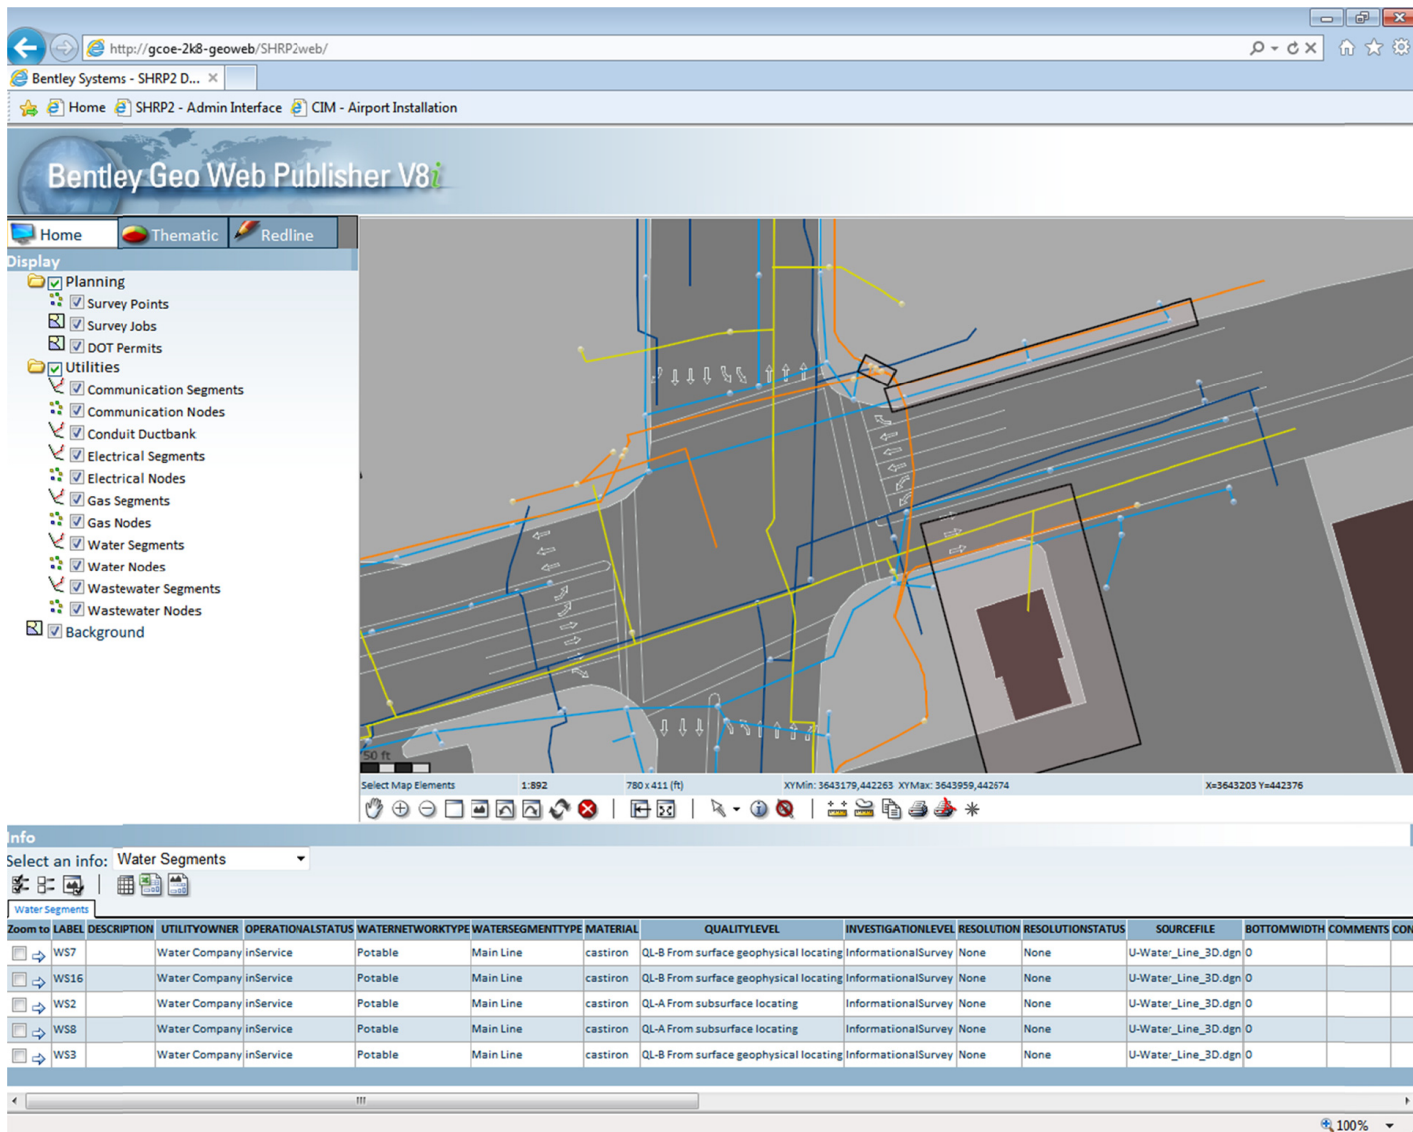 http://gcoe-2k8-geoweb/SHRP2web/
Bentley Systems - SHRP2 D...
Home SHRP2 - Admin Interface CIM - Airport Installation
Bentley Geo Web Publisher V8i
Home Thematic Redline
Display
Planning
Survey Points
Survey Jobs
DOT Permits
Utilities
Communication Segments
Communication Nodes
Conduit Ductbank
Electrical Segments
Electrical Nodes
Gas Segments
Gas Nodes
Water Segments
Water Nodes
Wastewater Segments
Wastewater Nodes
Background
50 ft
Select Map Elements 1:892 780 x 411 (ft) XYMin: 3643179,442263 XYMax: 3643959,442674 X=3643203 Y=442376
Info
Select an info: Water Segments
Water Segments
Zoom to LABEL DESCRIPTION UTILITYOWNER OPERATIONALSTATUS WATERNETWORKTYPE WATERSEGMENTTYPE MATERIAL QUALITYLEVEL INVESTIGATIONLEVEL RESOLUTION RESOLUTIONSTATUS SOURCEFILE BOTTOMWIDTH COMMENTS CON
WS7 Water Company inService Potable Main Line castiron QL-B From surface geophysical locating InformationalSurvey None None U-Water_Line_3D.dgn 0
WS16 Water Company inService Potable Main Line castiron QL-B From surface geophysical locating InformationalSurvey None None U-Water_Line_3D.dgn 0
WS2 Water Company inService Potable Main Line castiron QL-A From subsurface locating InformationalSurvey None None U-Water_Line_3D.dgn 0
WS8 Water Company inService Potable Main Line castiron QL-A From subsurface locating InformationalSurvey None None U-Water_Line_3D.dgn 0
WS3 Water Company inService Potable Main Line castiron QL-B From surface geophysical locating InformationalSurvey None None U-Water_Line_3D.dgn 0
100%